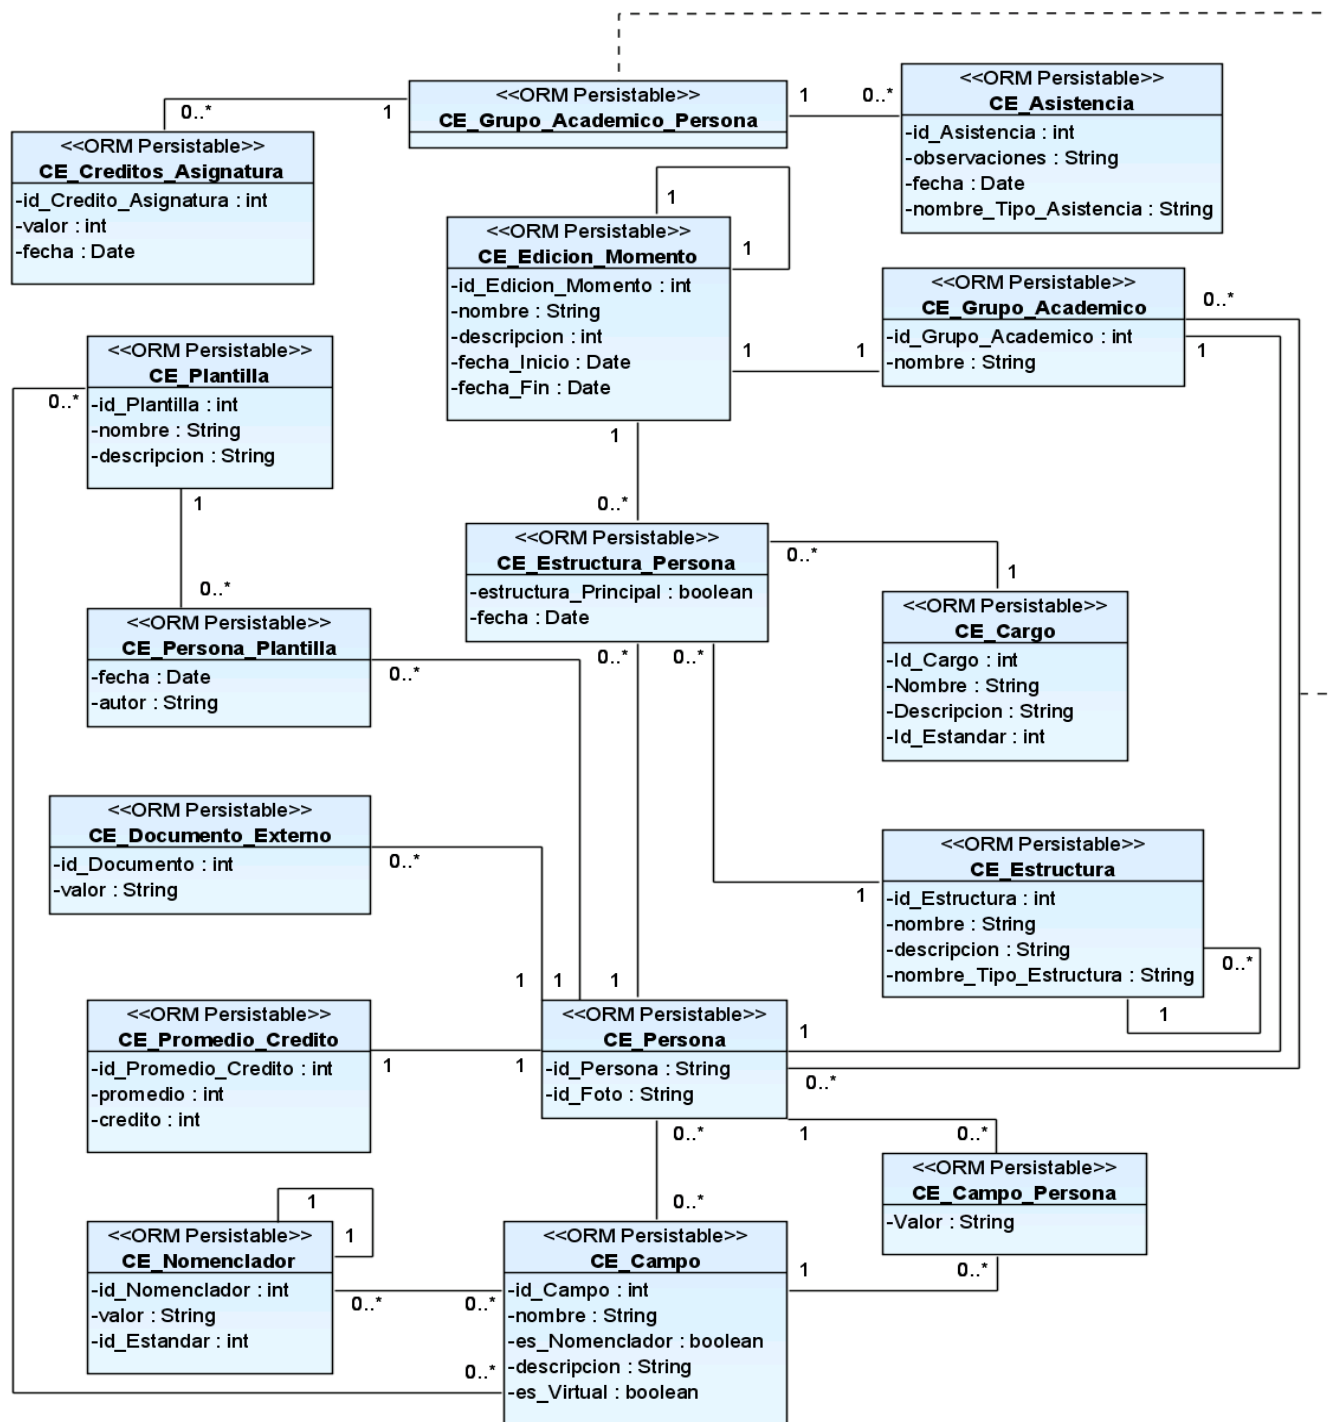 <<ORM Persistable>>
CE_Grupo_Academico_Persona
1
0..*
1
0..*
<<ORM Persistable>>
CE_Asistencia
-id_Asistencia : int
-observaciones : String
-fecha : Date
-nombre_Tipo_Asistencia : String
<<ORM Persistable>>
CE_Creditos_Asignatura
-id_Credito_Asignatura : int
-valor : int
-fecha : Date
1
1
<<ORM Persistable>>
CE_Edicion_Momento
-id_Edicion_Momento : int
-nombre : String
-descripcion : int
-fecha_Inicio : Date
-fecha_Fin : Date
1
1
<<ORM Persistable>>
CE_Grupo_Academico
-id_Grupo_Academico : int
-nombre : String
0..*
1
<<ORM Persistable>>
CE_Plantilla
-id_Plantilla : int
-nombre : String
-descripcion : String
0..*
1
0..*
1
0..*
<<ORM Persistable>>
CE_Estructura_Persona
-estructura_Principal : boolean
-fecha : Date
0..*
1
0..*
0..*
<<ORM Persistable>>
CE_Cargo
-Id_Cargo : int
-Nombre : String
-Descripcion : String
-Id_Estandar : int
<<ORM Persistable>>
CE_Persona_Plantilla
-fecha : Date
-autor : String
0..*
<<ORM Persistable>>
CE_Documento_Externo
-id_Documento : int
-valor : String
0..*
<<ORM Persistable>>
CE_Estructura
-id_Estructura : int
-nombre : String
-descripcion : String
-nombre_Tipo_Estructura : String
1
0..*
1
1
1
1
<<ORM Persistable>>
CE_Promedio_Credito
-id_Promedio_Credito : int
-promedio : int
-credito : int
1
1
<<ORM Persistable>>
CE_Persona
-id_Persona : String
-id_Foto : String
1
0..*
0..*
1
0..*
0..*
<<ORM Persistable>>
CE_Campo_Persona
-Valor : String
0..*
1
1
1
<<ORM Persistable>>
CE_Nomenclador
-id_Nomenclador : int
-valor : String
-id_Estandar : int
0..*
0..*
0..*
<<ORM Persistable>>
CE_Campo
-id_Campo : int
-nombre : String
-es_Nomenclador : boolean
-descripcion : String
-es_Virtual : boolean